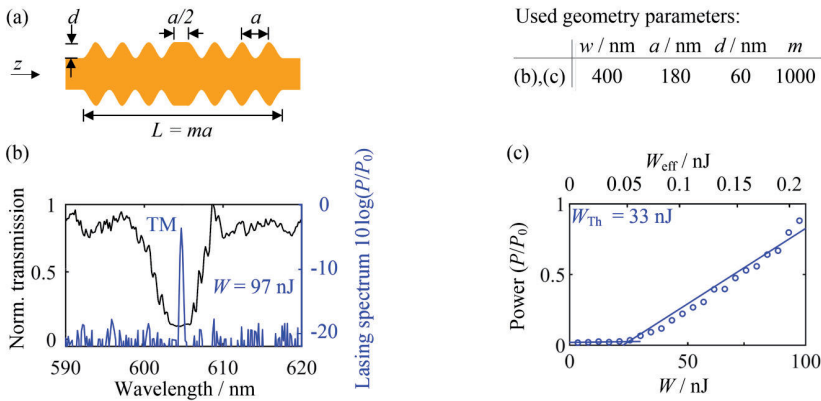 (a)
d
a/2
a
z
L = ma
Used geometry parameters:
w / nm a / nm d / nm m
(b),(c) 400 180 60 1000
(b)
Norm. transmission
1
0.5
0
TM
W = 97 nJ
0
-10
-20
Lasing spectrum 10log(P/P0)
590 600 610 620
Wavelength / nm
(c)
Weff / nJ
0 0.05 0.1 0.15 0.2
WTh = 33 nJ
Power (P/P0)
1
0.5
0
0 50 100
W / nJ